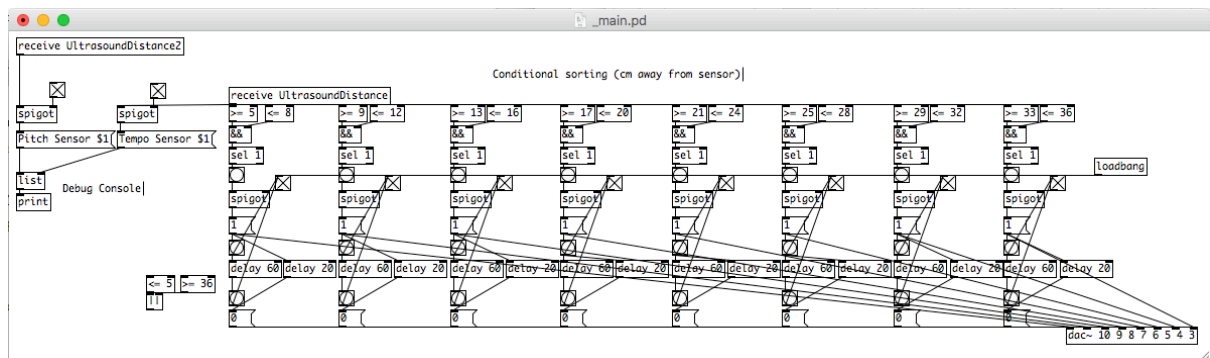 _main.pd
receive UltrasoundDistance2
Conditional sorting (cm away from sensor)
receive UltrasoundDistance
spigot spigot >= 5 <= 8 >= 9 <= 12 >= 13 <= 16 >= 17 <= 20 >= 21 <= 24 >= 25 <= 28 >= 29 <= 32 >= 33 <= 36
Pitch Sensor $1 Tempo Sensor $1 && && && && && && && &&
sel 1 sel 1 sel 1 sel 1 sel 1 sel 1 sel 1 sel 1
loadbang
list Debug Console
print spigot spigot spigot spigot spigot spigot spigot spigot
1 1 1 1 1 1 1 1
delay 60 delay 20 delay 60 delay 20 delay 60 delay 20 delay 60 delay 20 delay 60 delay 20 delay 60 delay 20 delay 60 delay 20 delay 60 delay 20
<= 5 >= 36
||
0 0 0 0 0 0 0 0
dac~ 10 9 8 7 6 5 4 3